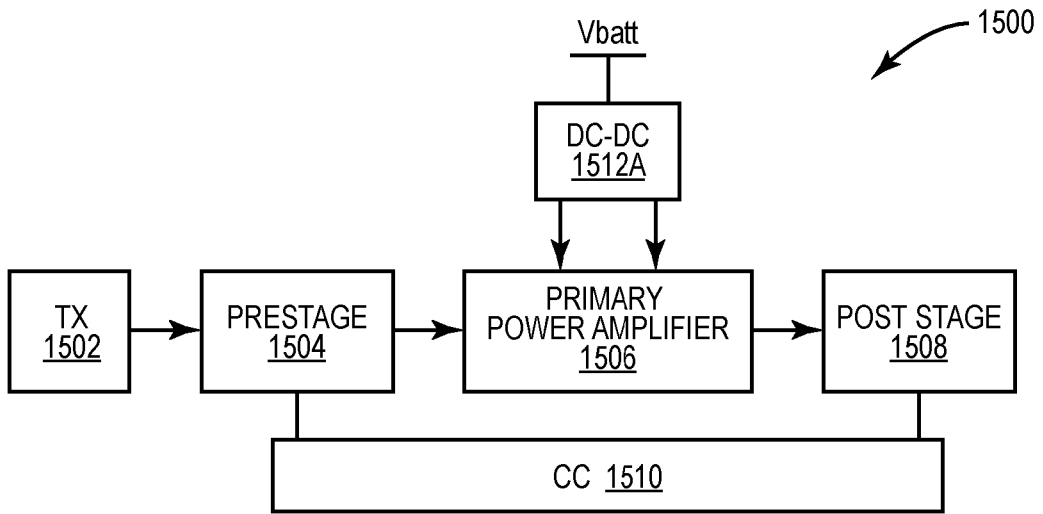 Vbatt
1500
DC-DC
1512A
TX
1502
PRESTAGE
1504
PRIMARY
POWER AMPLIFIER
1506
POST STAGE
1508
CC 1510